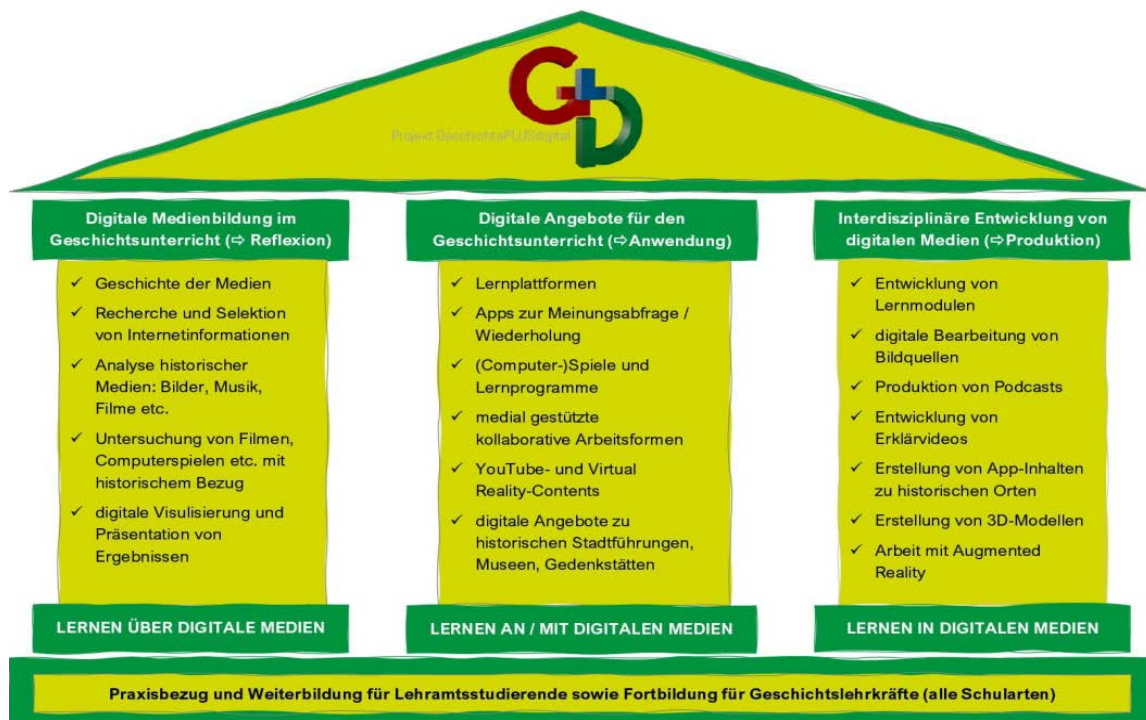 G+D
Projekt GeschichtePLUSdigital
Digitale Medienbildung im
Geschichtsunterricht (⇨ Reflexion)
✓ Geschichte der Medien
✓ Recherche und Selektion
von Internetinformationen
✓ Analyse historischer
Medien: Bilder, Musik,
Filme etc.
✓ Untersuchung von Filmen,
Computerspielen etc. mit
historischem Bezug
✓ digitale Visulisierung und
Präsentation von
Ergebnissen
LERNEN ÜBER DIGITALE MEDIEN
Digitale Angebote für den
Geschichtsunterricht (⇨Anwendung)
✓ Lernplattformen
✓ Apps zur Meinungsabfrage /
Wiederholung
✓ (Computer-)Spiele und
Lernprogramme
✓ medial gestützte
kollaborative Arbeitsformen
✓ YouTube- und Virtual
Reality-Contents
✓ digitale Angebote zu
historischen Stadtführungen,
Museen, Gedenkstätten
LERNEN AN / MIT DIGITALEN MEDIEN
Interdisziplinäre Entwicklung von
digitalen Medien (⇨Produktion)
✓ Entwicklung von
Lernmodulen
✓ digitale Bearbeitung von
Bildquellen
✓ Produktion von Podcasts
✓ Entwicklung von
Erklärvideos
✓ Erstellung von App-Inhalten
zu historischen Orten
✓ Erstellung von 3D-Modellen
✓ Arbeit mit Augmented
Reality
LERNEN IN DIGITALEN MEDIEN
Praxisbezug und Weiterbildung für Lehramtsstudierende sowie Fortbildung für Geschichtslehrkräfte (alle Schularten)